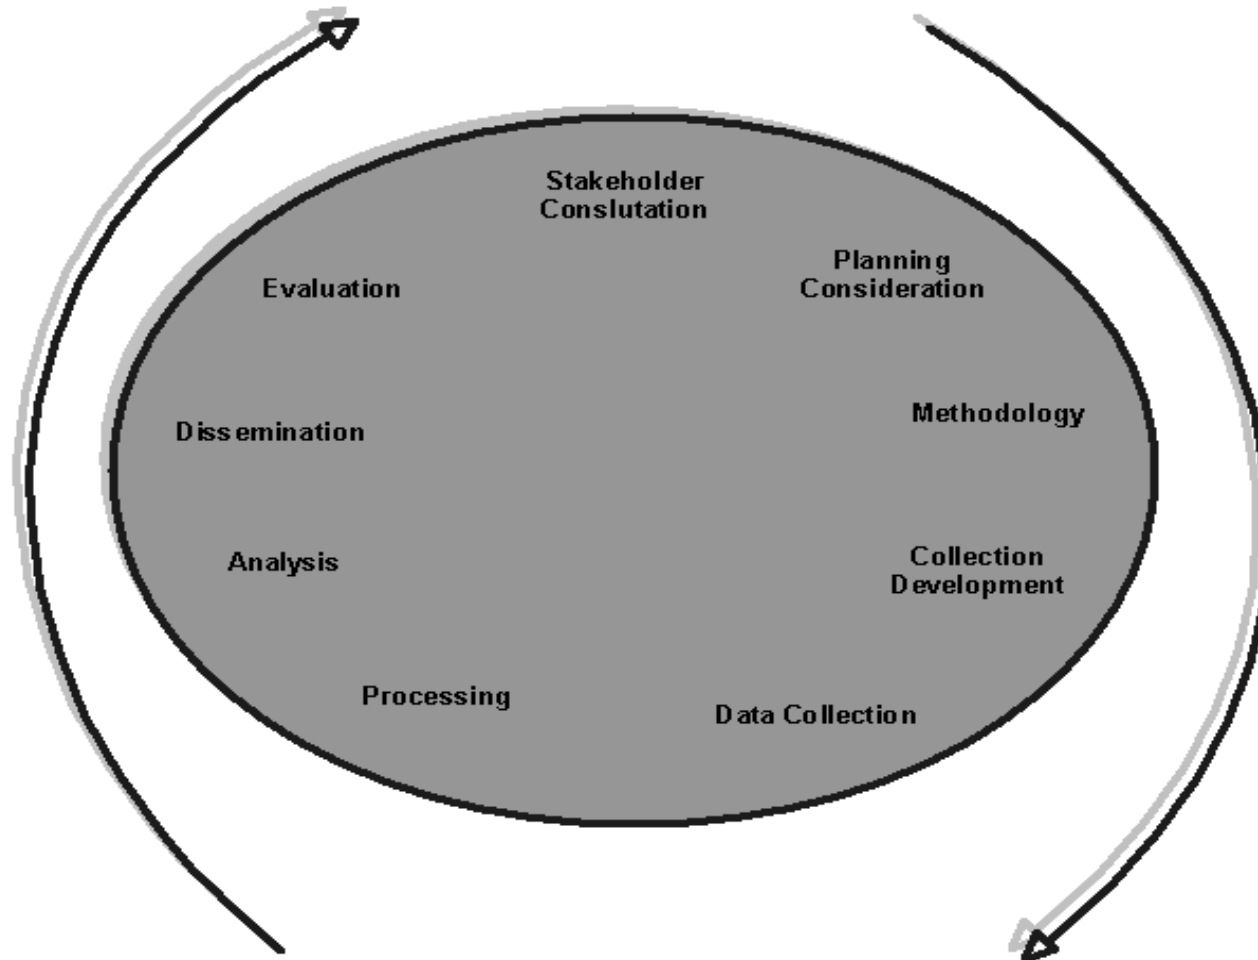 Stakeholder
Conslutation
Planning
Consideration
Evaluation
Methodology
Dissemination
Collection
Development
Analysis
Processing
Data Collection